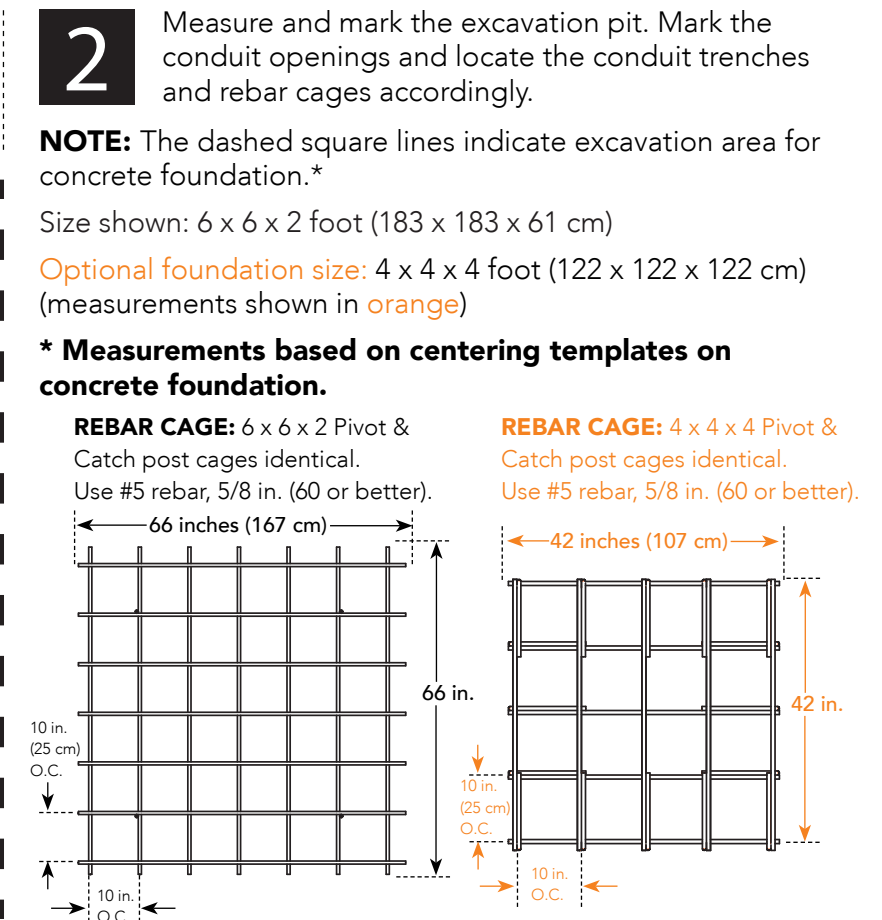 2
Measure and mark the excavation pit. Mark the
conduit openings and locate the conduit trenches
and rebar cages accordingly.
NOTE: The dashed square lines indicate excavation area for
concrete foundation.*
Size shown: 6 x 6 x 2 foot (183 x 183 x 61 cm)
Optional foundation size: 4 x 4 x 4 foot (122 x 122 x 122 cm)
(measurements shown in orange)
* Measurements based on centering templates on
concrete foundation.
REBAR CAGE: 6 x 6 x 2 Pivot &
Catch post cages identical.
Use #5 rebar, 5/8 in. (60 or better).
66 inches (167 cm)
66 in.
10 in.
(25 cm)
O.C.
10 in.
O.C.
REBAR CAGE: 4 x 4 x 4 Pivot &
Catch post cages identical.
Use #5 rebar, 5/8 in. (60 or better).
42 inches (107 cm)
42 in.
10 in.
(25 cm)
O.C.
10 in.
O.C.